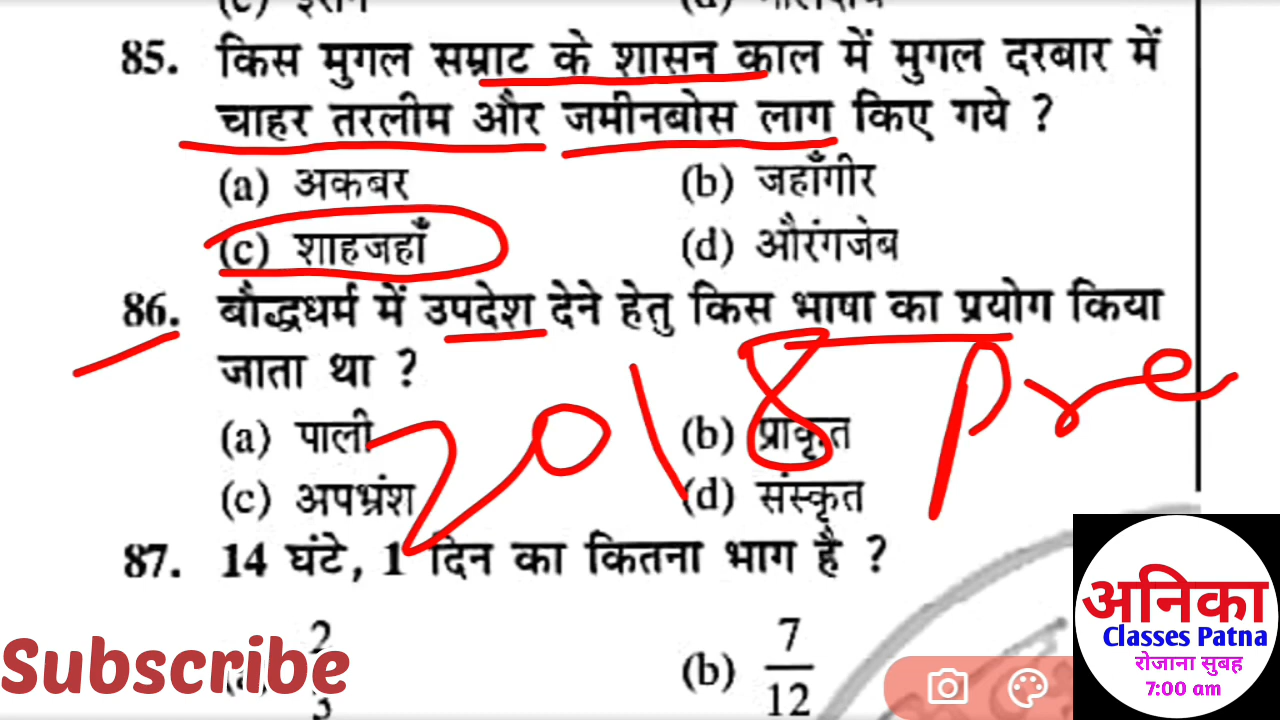 85. किस मुगल सम्राट के शासन काल में मुगल दरबार में
चाहर तरलीम और जमीनबोस लाग किए गये ?
(a) अकबर (b) जहाँगीर
(c) शाहजहाँ (d) औरंगजेब
86. बौद्धधर्म में उपदेश देने हेतु किस भाषा का प्रयोग किया
जाता था ?
(a) पाली (b) प्राकृत
(c) अपभ्रंश (d) संस्कृत
2018 Pre
87. 14 घंटे, 1 दिन का कितना भाग है ?
(b) 7/12
Subscribe
अनिका
Classes Patna
रोजाना सुबह
7:00 am